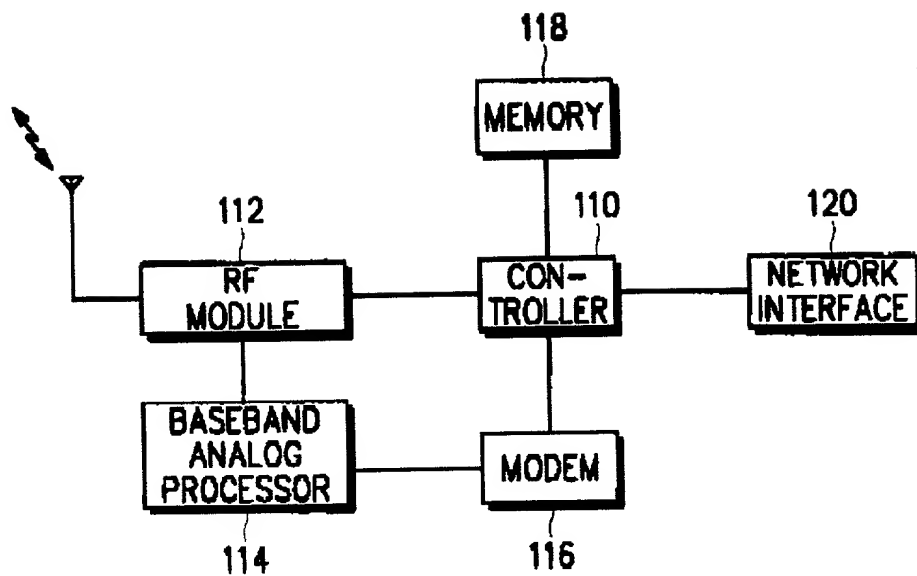 118
MEMORY
112
110
120
RF
MODULE
CON-
TROLLER
NETWORK
INTERFACE
BASEBAND
ANALOG
PROCESSOR
MODEM
114
116